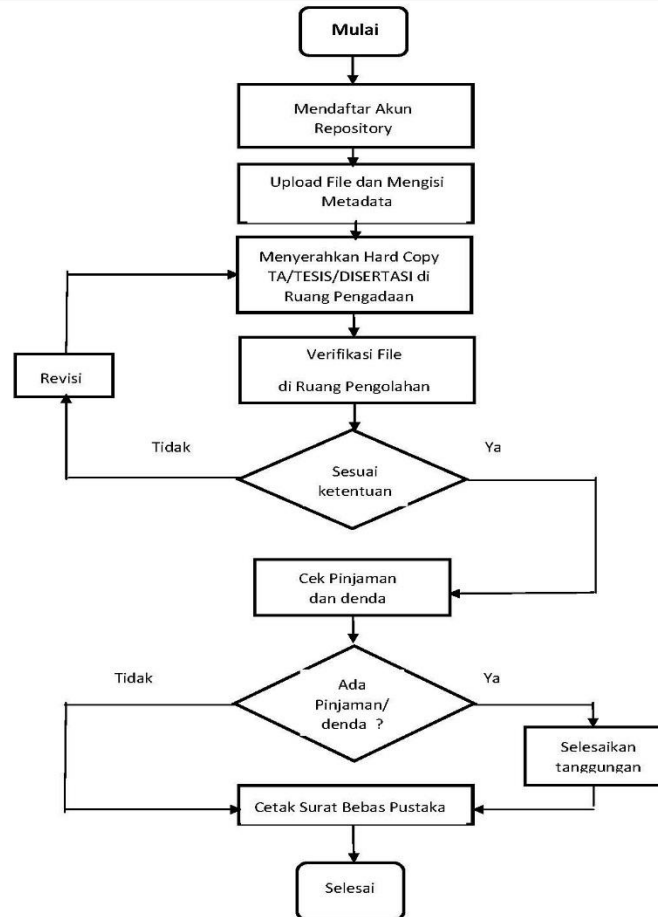 Mulai
Mendaftar Akun
Repository
Upload File dan Mengisi
Metadata
Menyerahkan Hard Copy
TA/TESIS/DISERTASI di
Ruang Pengadaan
Verifikasi File
di Ruang Pengolahan
Revisi
Tidak
Ya
Sesuai
ketentuan
Cek Pinjaman
dan denda
Tidak
Ya
Ada
Pinjaman/
denda ?
Selesaikan
tanggungan
Cetak Surat Bebas Pustaka
Selesai